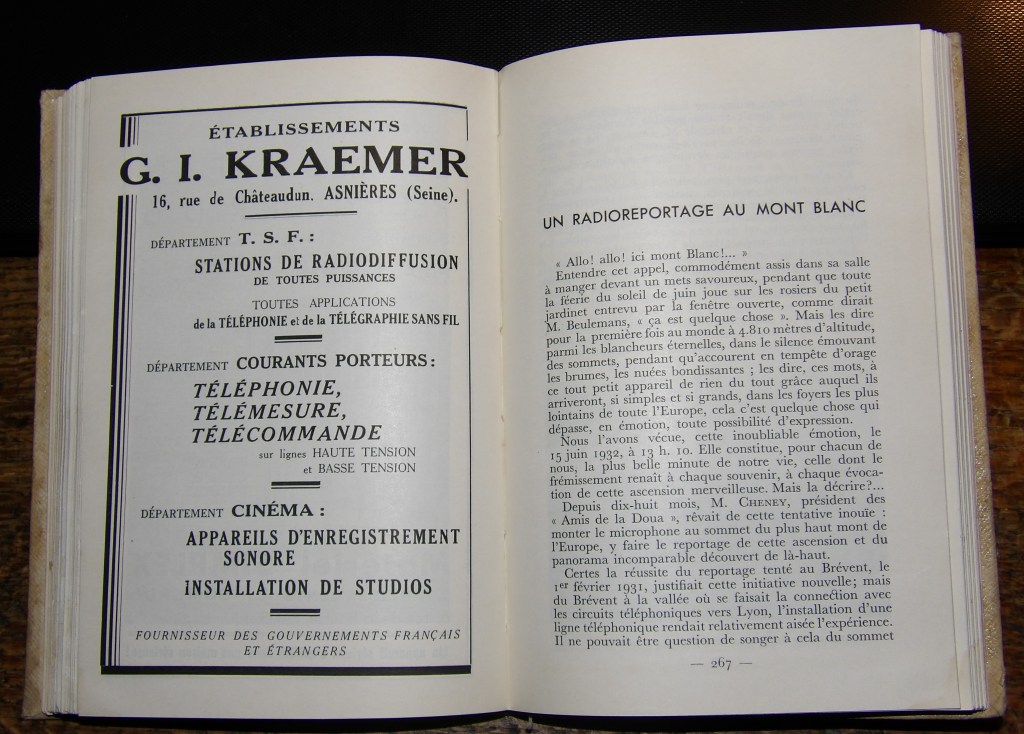 ÉTABLISSEMENTS
G. I. KRAEMER
16, rue de Châteaudun. ASNIÈRES (Seine).
DÉPARTEMENT T. S. F. :
STATIONS DE RADIODIFFUSION
DE TOUTES PUISSANCES
TOUTES APPLICATIONS
de la TÉLÉPHONIE et de la TÉLÉGRAPHIE SANS FIL
DÉPARTEMENT COURANTS PORTEURS :
TÉLÉPHONIE,
TÉLÉMESURE,
TÉLÉCOMMANDE
sur lignes HAUTE TENSION
et BASSE TENSION
DÉPARTEMENT CINÉMA :
APPAREILS D'ENREGISTREMENT
SONORE
INSTALLATION DE STUDIOS
FOURNISSEUR DES GOUVERNEMENTS FRANÇAIS
ET ÉTRANGERS
UN RADIOREPORTAGE AU MONT BLANC
« Allo! allo! ici mont Blanc!... »
Entendre cet appel, commodément assis dans sa salle
à manger devant un mets savoureux, pendant que toute
la féerie du soleil de juin joue sur les rosiers du petit
jardinet entrevu par la fenêtre ouverte, comme dirait
M. Beulemans, « ça est quelque chose ». Mais les dire
pour la première fois au monde à 4.810 mètres d'altitude,
parmi les blancheurs éternelles, dans le silence émouvant
des sommets, pendant qu'accourent en tempête d'orage
les brumes, les nuées bondissantes ; les dire, ces mots, à
ce tout petit appareil de rien du tout grâce auquel ils
arriveront, si simples et si grands, dans les foyers les plus
lointains de toute l'Europe, cela c'est quelque chose qui
dépasse, en émotion, toute possibilité d'expression.
Nous l'avons vécue, cette inoubliable émotion, le
15 juin 1932, à 13 h. 10. Elle constitue, pour chacun de
nous, la plus belle minute de notre vie, celle dont le
frémissement renaît à chaque souvenir, à chaque évoca-
tion de cette ascension merveilleuse. Mais la décrire?...
Depuis dix-huit mois, M. CHENEY, président des
« Amis de la Doua », rêvait de cette tentative inouïe :
monter le microphone au sommet du plus haut mont de
l'Europe, y faire le reportage de cette ascension et du
panorama incomparable découvert de là-haut.
Certes la réussite du reportage tenté au Brévent, le
1er février 1931, justifiait cette initiative nouvelle; mais
du Brévent à la vallée où se faisait la connection avec
les circuits téléphoniques vers Lyon, l'installation d'une
ligne téléphonique rendait relativement aisée l'expérience.
Il ne pouvait être question de songer à cela du sommet
— 267 —